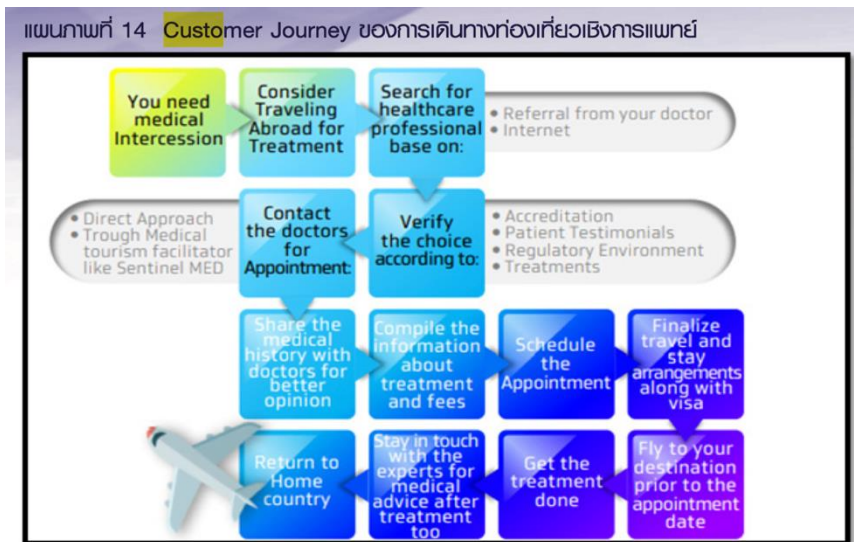 แผนภาพที่ 14 Customer Journey ของการเดินทางท่องเที่ยวเชิงการแพทย์
You need
medical
Intercession
Consider
Traveling
Abroad for
Treatment
Search for
healthcare
professional
base on:
• Referral from your doctor
• Internet
Verify
the choice
according to:
• Accreditation
• Patient Testimonials
• Regulatory Environment
• Treatments
Contact
the doctors
for
Appointment:
• Direct Approach
• Trough Medical
tourism facilitator
like Sentinel MED
Share the
medical
history with
doctors for
better
opinion
Compile the
information
about
treatment
and fees
Schedule
the
Appointment
Finalize
travel and
stay
arrangements
along with
visa
Fly to your
destination
prior to the
appointment
date
Get the
treatment
done
Stay in touch
with the
experts for
medical
advice after
treatment
too
Return to
Home
country